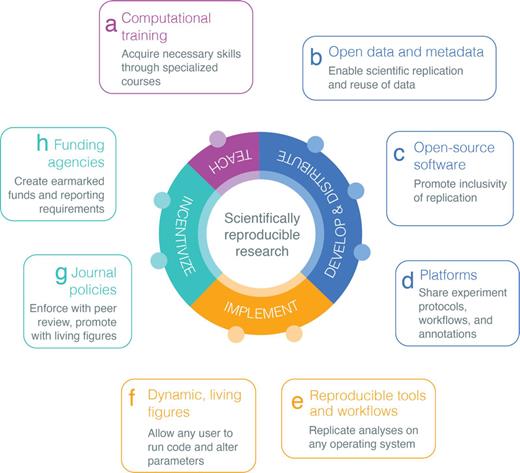 a Computational
training
Acquire necessary skills
through specialized
courses
b Open data and metadata
Enable scientific replication
and reuse of data
c Open-source
software
Promote inclusivity
of replication
d Platforms
Share experiment
protocols,
workflows, and
annotations
e Reproducible tools
and workflows
Replicate analyses on
any operating system
f Dynamic, living
figures
Allow any user to
run code and alter
parameters
g Journal
policies
Enforce with peer
review, promote
with living figures
h Funding
agencies
Create earmarked
funds and reporting
requirements
TEACH
DEVELOP & DISTRIBUTE
IMPLEMENT
INCENTIVIZE
Scientifically
reproducible
research